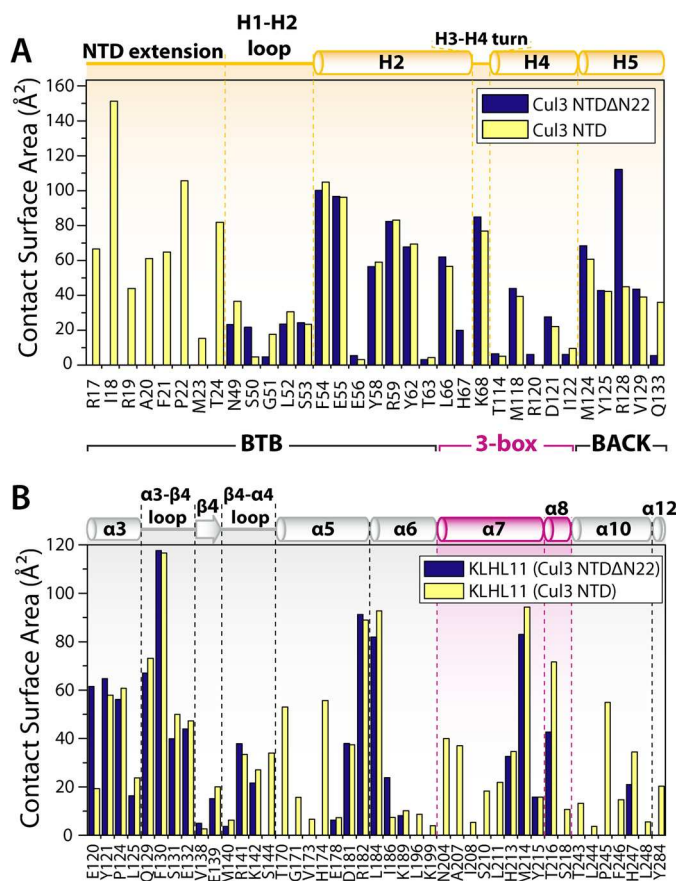 A
NTD extension
H1-H2
loop
H3-H4 turn
H2
H4
H5
Contact Surface Area (Å²)
160
140
120
100
80
60
40
20
0
Cul3 NTDΔN22
Cul3 NTD
R17 I18 R19 A20 F21 P22 M23 T24 N49 S50 G51 L52 S53 F54 E55 E56 Y58 R59 Y62 T63 L66 H67 K68 T114 M118 R120 D121 I122 M124 Y125 R128 V129 Q133
BTB
3-box
BACK
B
α3
α3-β4
loop
β4
β4-α4
loop
α5
α6
α7
α8
α10
α12
Contact Surface Area (Å²)
120
100
80
60
40
20
0
KLHL11 (Cul3 NTDΔN22)
KLHL11 (Cul3 NTD)
E120 Y121 P124 L125 Q129 F130 S131 E132 V138 E139 M140 R141 K142 S144 T170 G171 V173 H174 E178 D181 R182 L184 I186 K189 L196 K199 N204 A207 I208 S210 L211 H213 M214 Y215 T216 S218 T243 L244 P245 F246 H247 L248 Y284